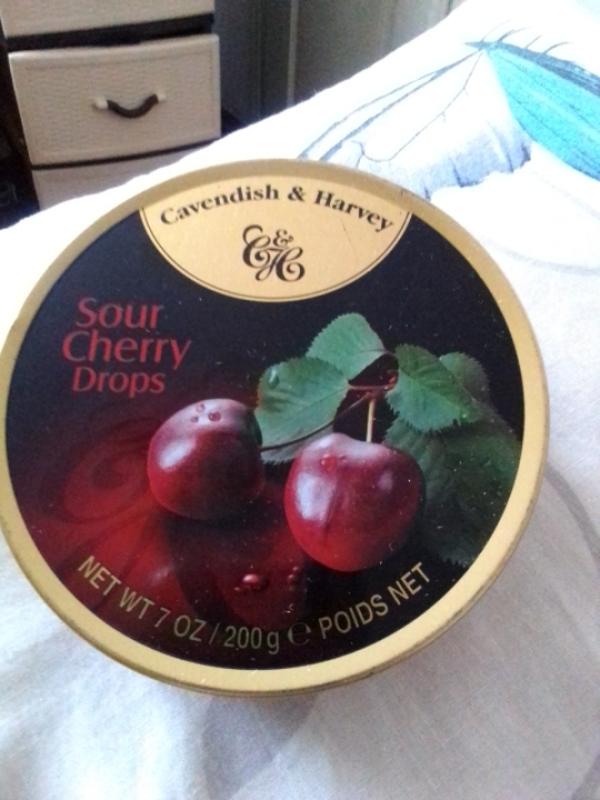 Cavendish & Harvey
C&H
Sour
Cherry
Drops
NET WT 7 OZ / 200 g ℮ POIDS NET